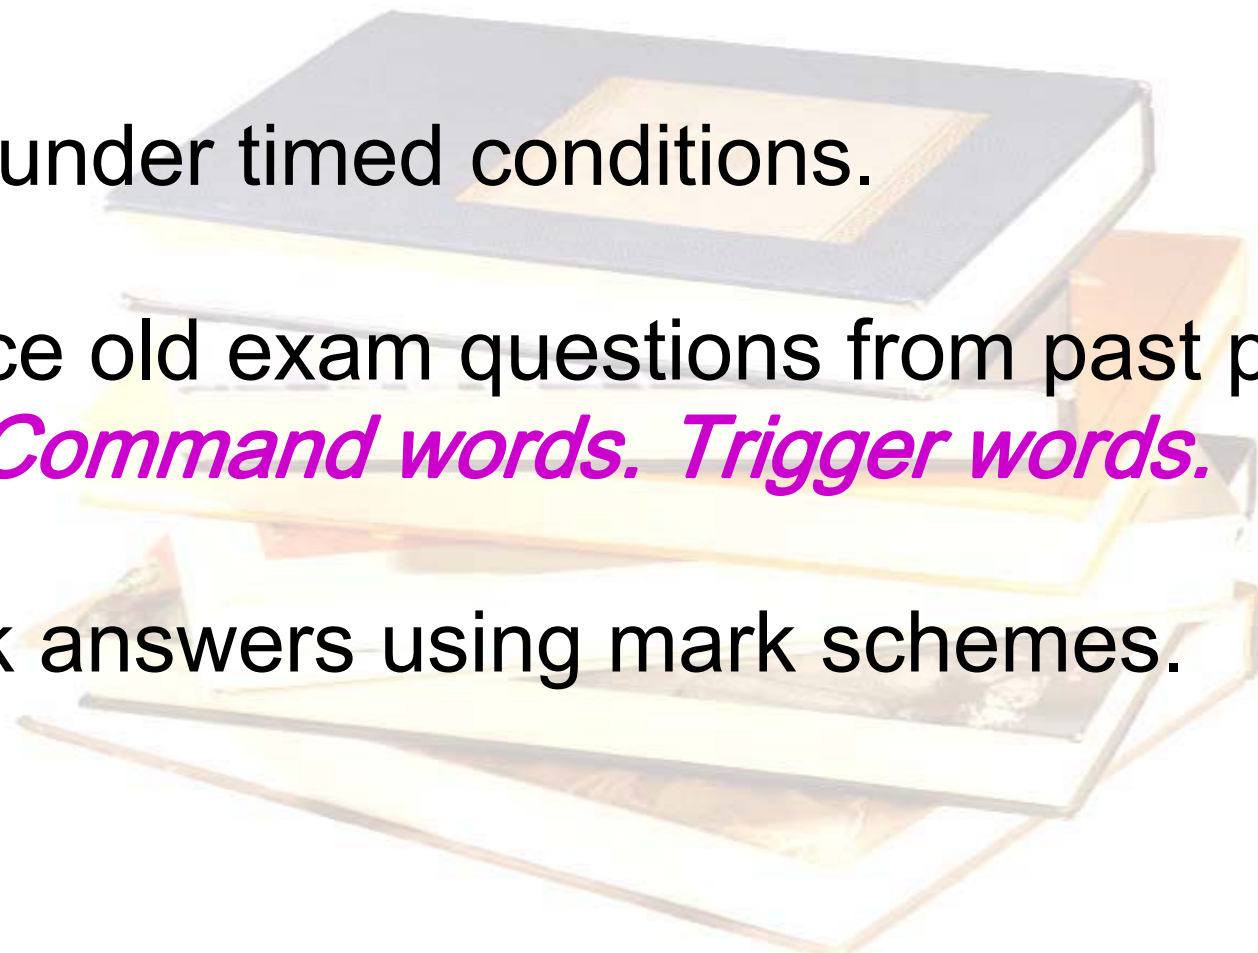 under timed conditions.
ce old exam questions from past p
Command words. Trigger words.
k answers using mark schemes.